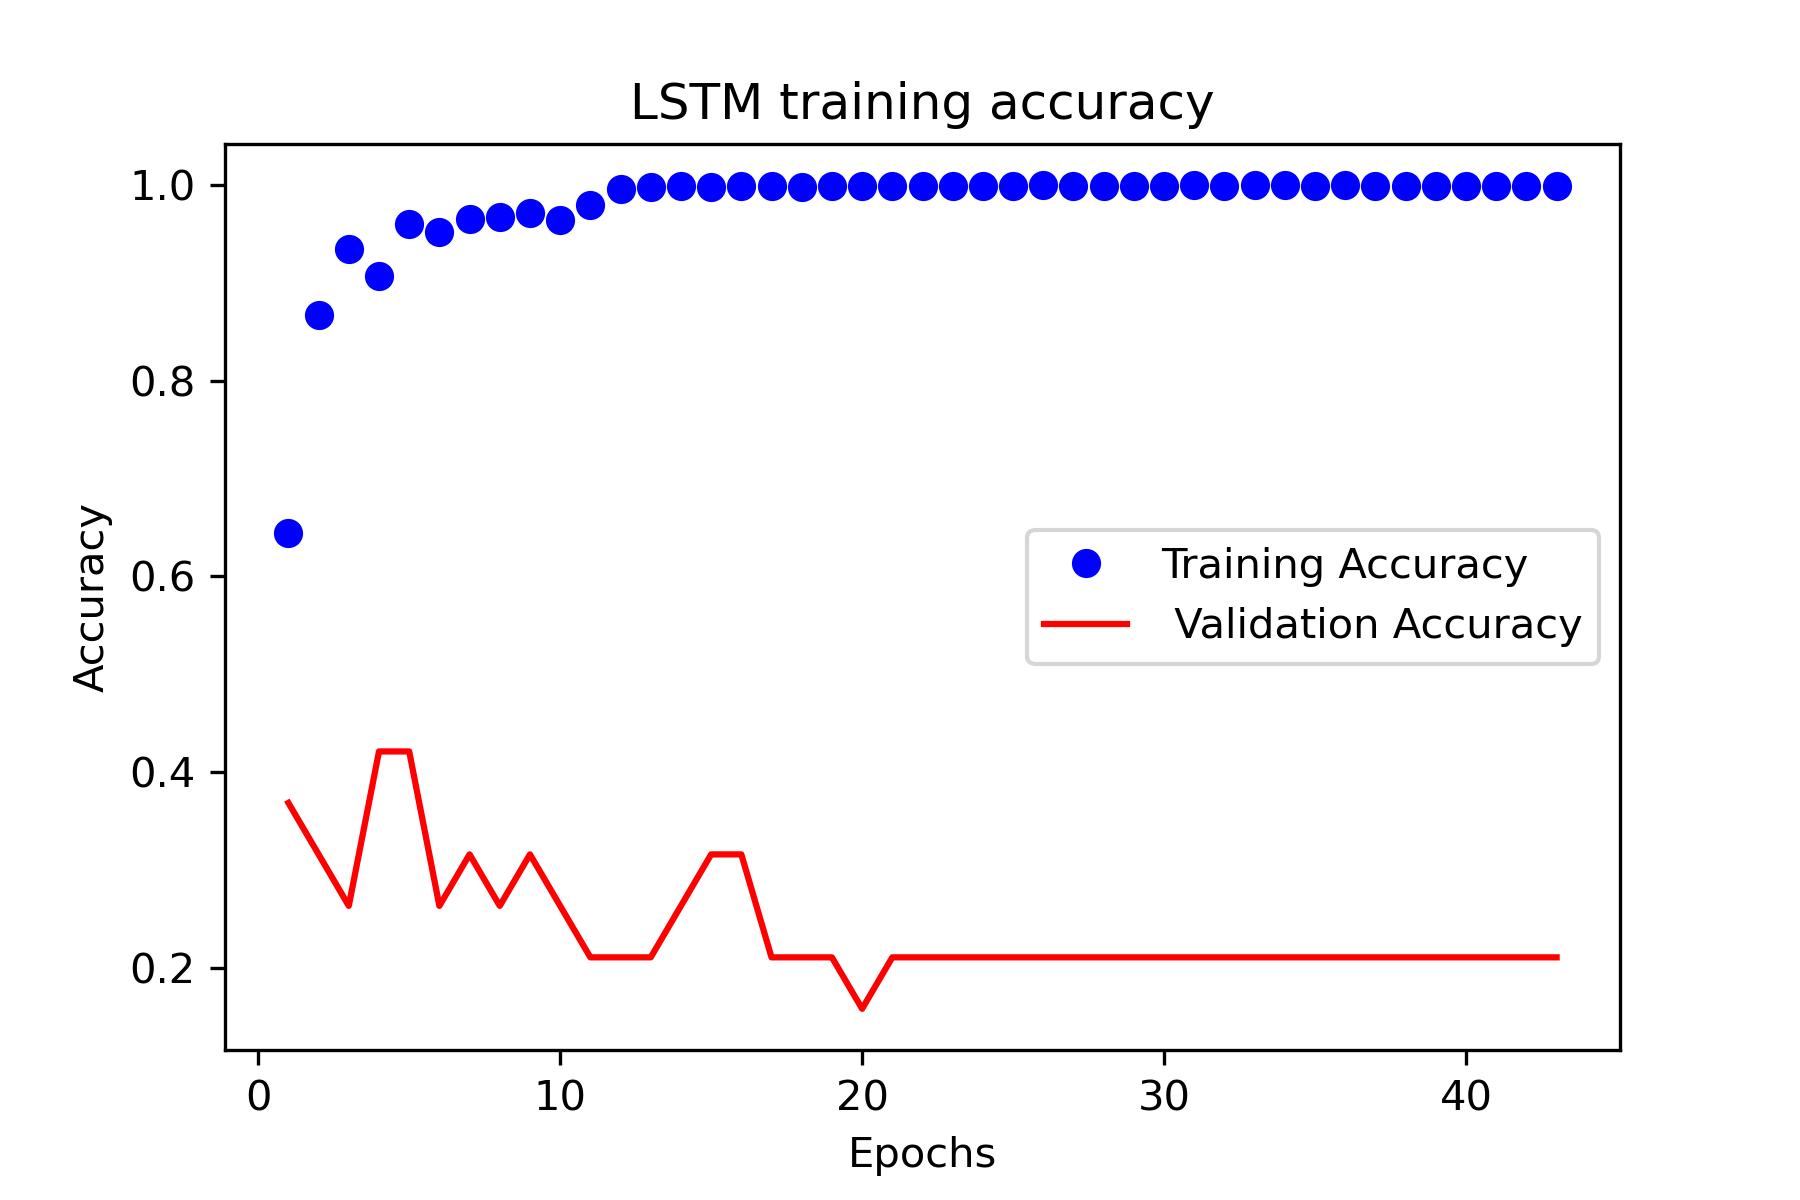 LSTM training accuracy
1.0
0.8
0.6
0.4
0.2
Accuracy
Training Accuracy
Validation Accuracy
0 10 20 30 40
Epochs